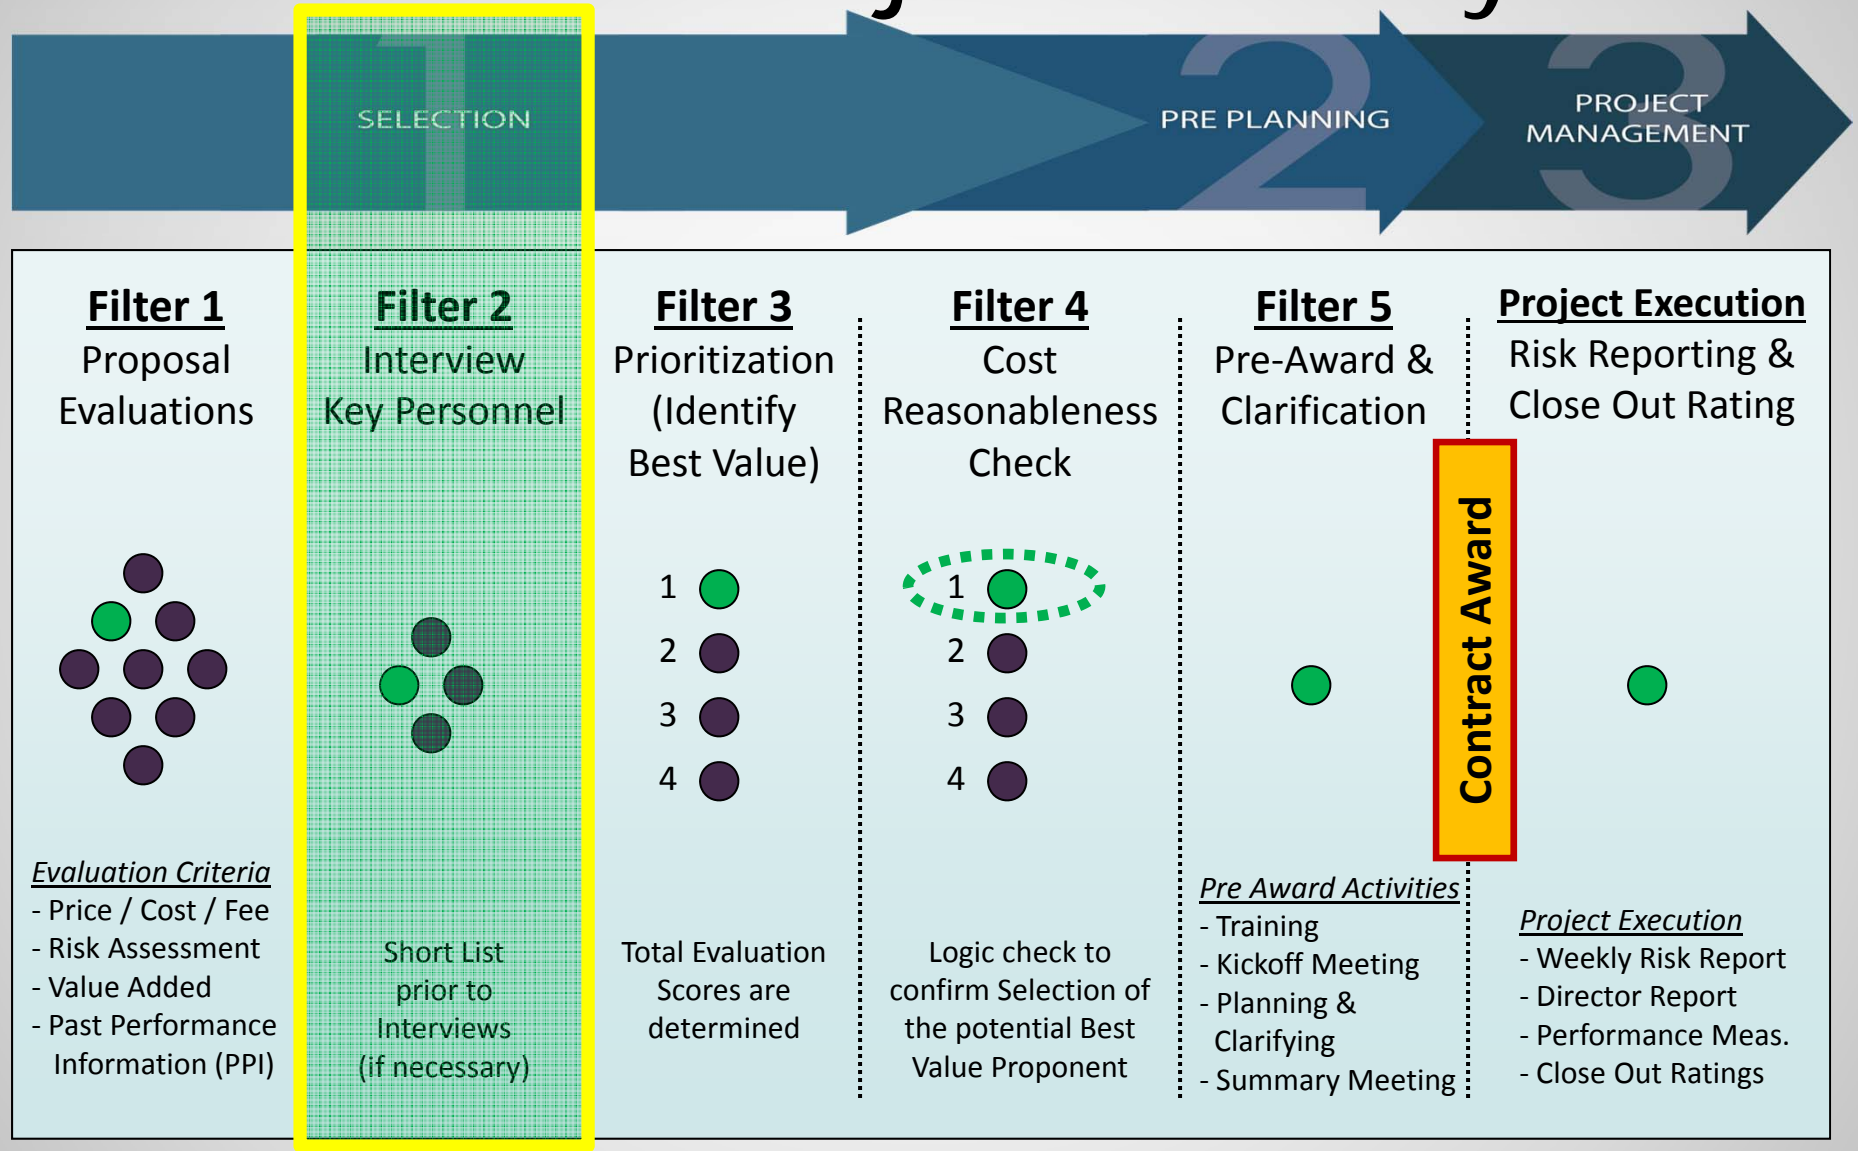 1
SELECTION
2
PRE PLANNING
3
PROJECT
MANAGEMENT
Filter 1
Proposal
Evaluations
Evaluation Criteria
- Price / Cost / Fee
- Risk Assessment
- Value Added
- Past Performance
Information (PPI)
Filter 2
Interview
Key Personnel
Short List
prior to
Interviews
(if necessary)
Filter 3
Prioritization
(Identify
Best Value)
1
2
3
4
Total Evaluation
Scores are
determined
Filter 4
Cost
Reasonableness
Check
1
2
3
4
Logic check to
confirm Selection of
the potential Best
Value Proponent
Filter 5
Pre-Award &
Clarification
Pre Award Activities
- Training
- Kickoff Meeting
- Planning &
Clarifying
- Summary Meeting
Contract Award
Project Execution
Risk Reporting &
Close Out Rating
Project Execution
- Weekly Risk Report
- Director Report
- Performance Meas.
- Close Out Ratings